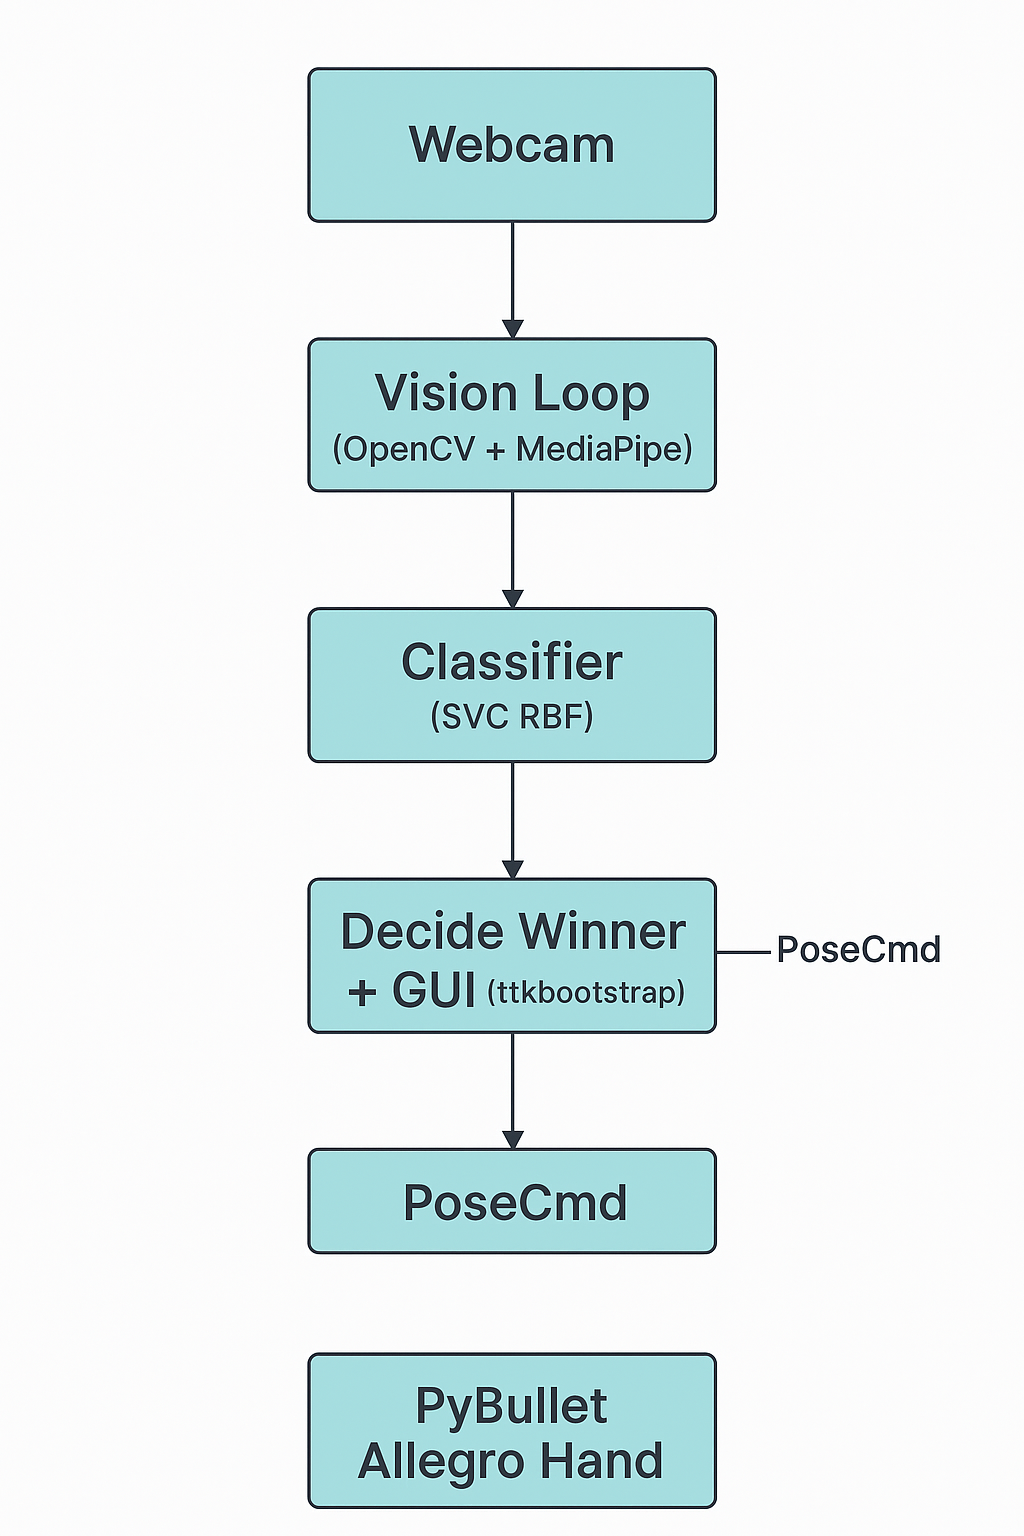 Webcam
Vision Loop
(OpenCV + MediaPipe)
Classifier
(SVC RBF)
Decide Winner
+ GUI (ttkbootstrap)
PoseCmd
PoseCmd
PyBullet
Allegro Hand